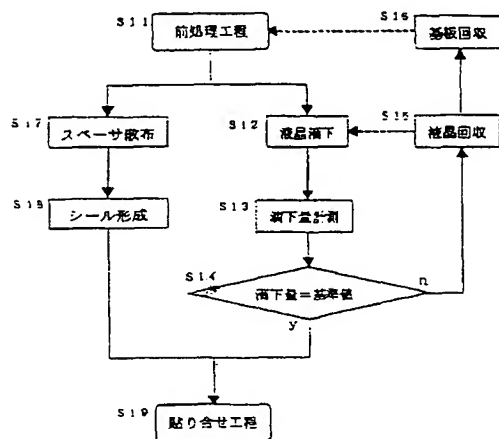 S11
前処理工程
S16
基板回収
S17
スペーサ散布
S12
液晶滴下
S15
液晶回収
S18
シール形成
S13
滴下量計測
S14
滴下量=基準値
n
y
S19
貼り合せ工程